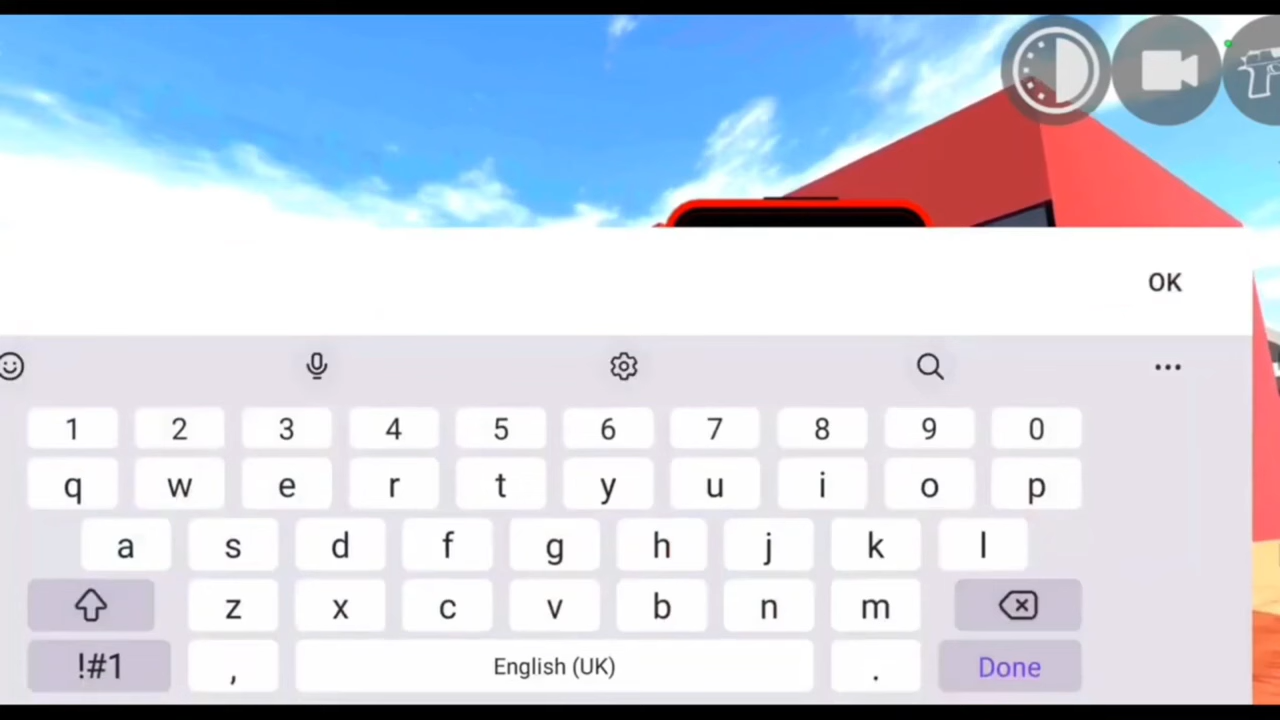 OK
1 2 3 4 5 6 7 8 9 0
q w e r t y u i o p
a s d f g h j k l
z x c v b n m
!#1 , English (UK) . Done